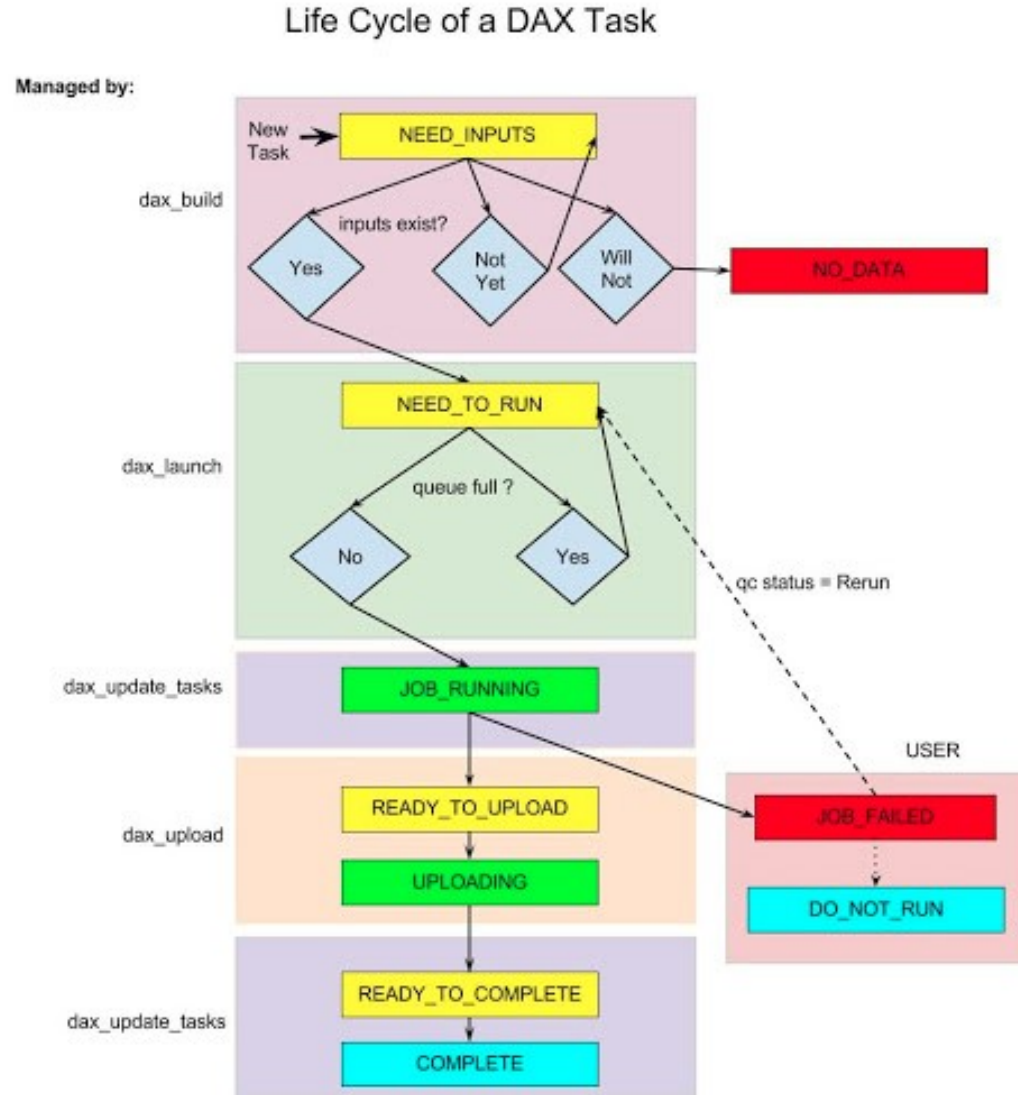 Life Cycle of a DAX Task
Managed by:
New
Task
NEED_INPUTS
dax_build
inputs exist?
Yes
Not
Yet
Will
Not
NO_DATA
NEED_TO_RUN
dax_launch
queue full ?
No
Yes
qc status = Rerun
dax_update_tasks
JOB_RUNNING
USER
READY_TO_UPLOAD
JOB_FAILED
dax_upload
UPLOADING
DO_NOT_RUN
READY_TO_COMPLETE
dax_update_tasks
COMPLETE